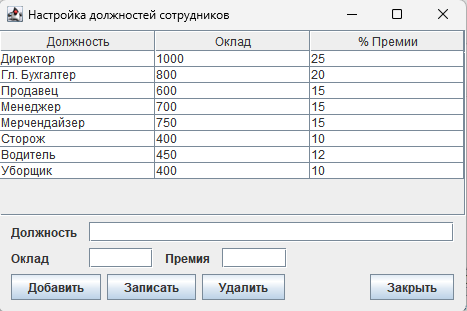 Настройка должностей сотрудников
Должность Оклад % Премии
Директор 1000 25
Гл. Бухгалтер 800 20
Продавец 600 15
Менеджер 700 15
Мерчендайзер 750 15
Сторож 400 10
Водитель 450 12
Уборщик 400 10
Должность
Оклад Премия
Добавить Записать Удалить Закрыть